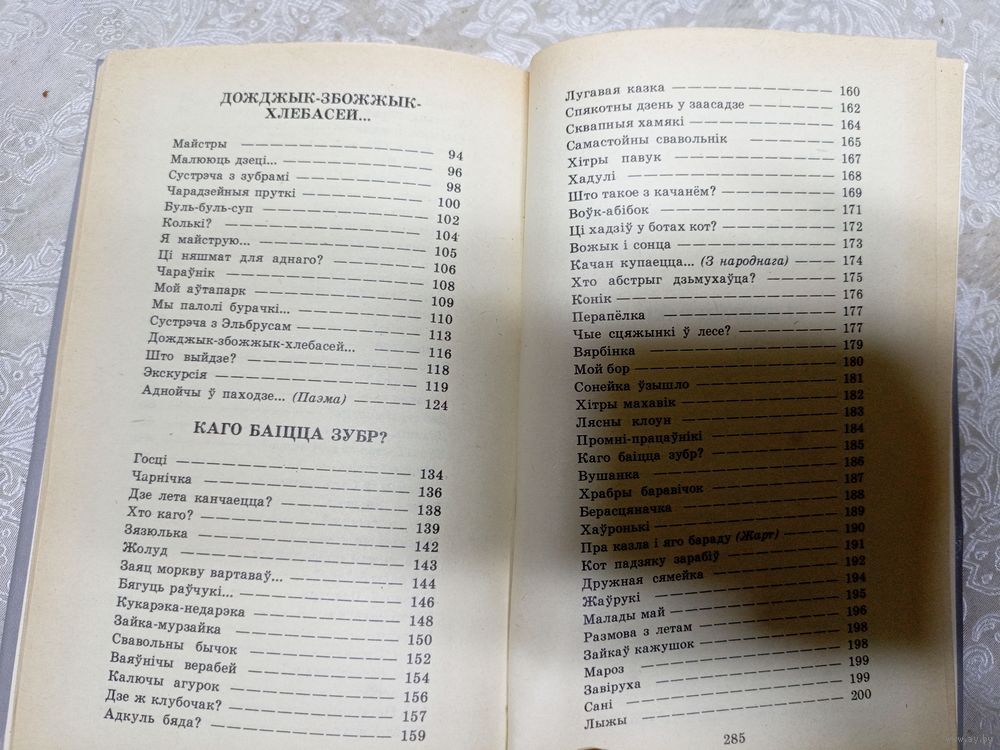 ДОЖДЖЫК-ЗБОЖЖЫК-
ХЛЕБАСЕЙ...
Майстры 94
Малююць дзеці... 96
Сустрэча з зубрамі 98
Чарадзейныя пруткі 100
Буль-буль-суп 102
Колькі? 104
Я майструю... 105
Ці няшмат для аднаго? 106
Чараўнік 108
Мой аўтапарк 109
Мы палолі бурачкі... 110
Сустрэча з Эльбрусам 113
Дожджык-збожжык-хлебасей... 116
Што выйдзе? 118
Экскурсія 119
Аднойчы ў паходзе... (Паэма) 124
КАГО БАІЦЦА ЗУБР?
Госці 134
Чарнічка 136
Дзе лета канчаецца? 138
Хто каго? 139
Зязюлька 142
Жолуд 143
Заяц моркву вартаваў... 144
Бягуць раўчукі... 146
Кукарэка-недарэка 148
Зайка-мурзайка 150
Свавольны бычок 152
Ваяўнічы верабей 154
Калючы агурок 156
Дзе ж клубочак? 157
Адкуль бяда? 159
Лугавая казка 160
Спякотны дзень у заасадзе 162
Сквапныя хамякі 164
Самастойны свавольнік 165
Хітры павук 167
Хадулі 168
Што такое з качанём? 169
Воўк-абібок 171
Ці хадзіў у ботах кот? 172
Вожык і сонца 173
Качан купаецца... (З народнага) 174
Хто абстрыг дзьмухаўца? 175
Конік 176
Перапёлка 177
Чые сцяжынкі ў лесе? 177
Вярбінка 179
Мой бор 180
Сонейка ўзышло 181
Хітры махавік 182
Лясны клоун 183
Промні-працаўнікі 184
Каго баіцца зубр? 185
Вушанка 186
Храбры баравічок 187
Берасцяначка 188
Хаўронькі 189
Пра казла і яго бараду (Жарт) 190
Кот падзяку зарабіў 191
Дружная сямейка 192
Жаўрукі 194
Малады май 195
Размова з летам 196
Зайкаў кажушок 198
Мароз 198
Завіруха 199
Сані 199
Лыжы 200
285
www.ay.by